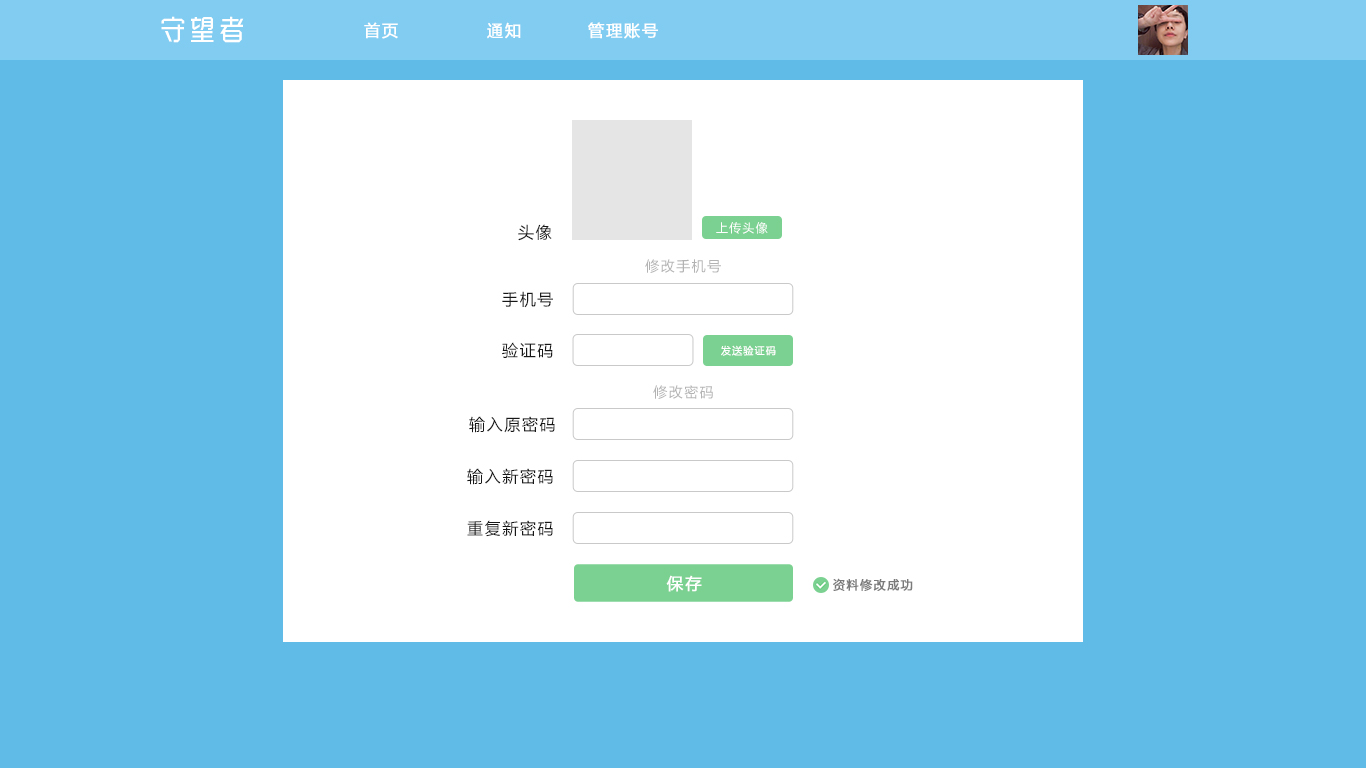 守望者 首页 通知 管理账号
头像 上传头像
修改手机号
手机号
验证码 发送验证码
修改密码
输入原密码
输入新密码
重复新密码
保存 资料修改成功